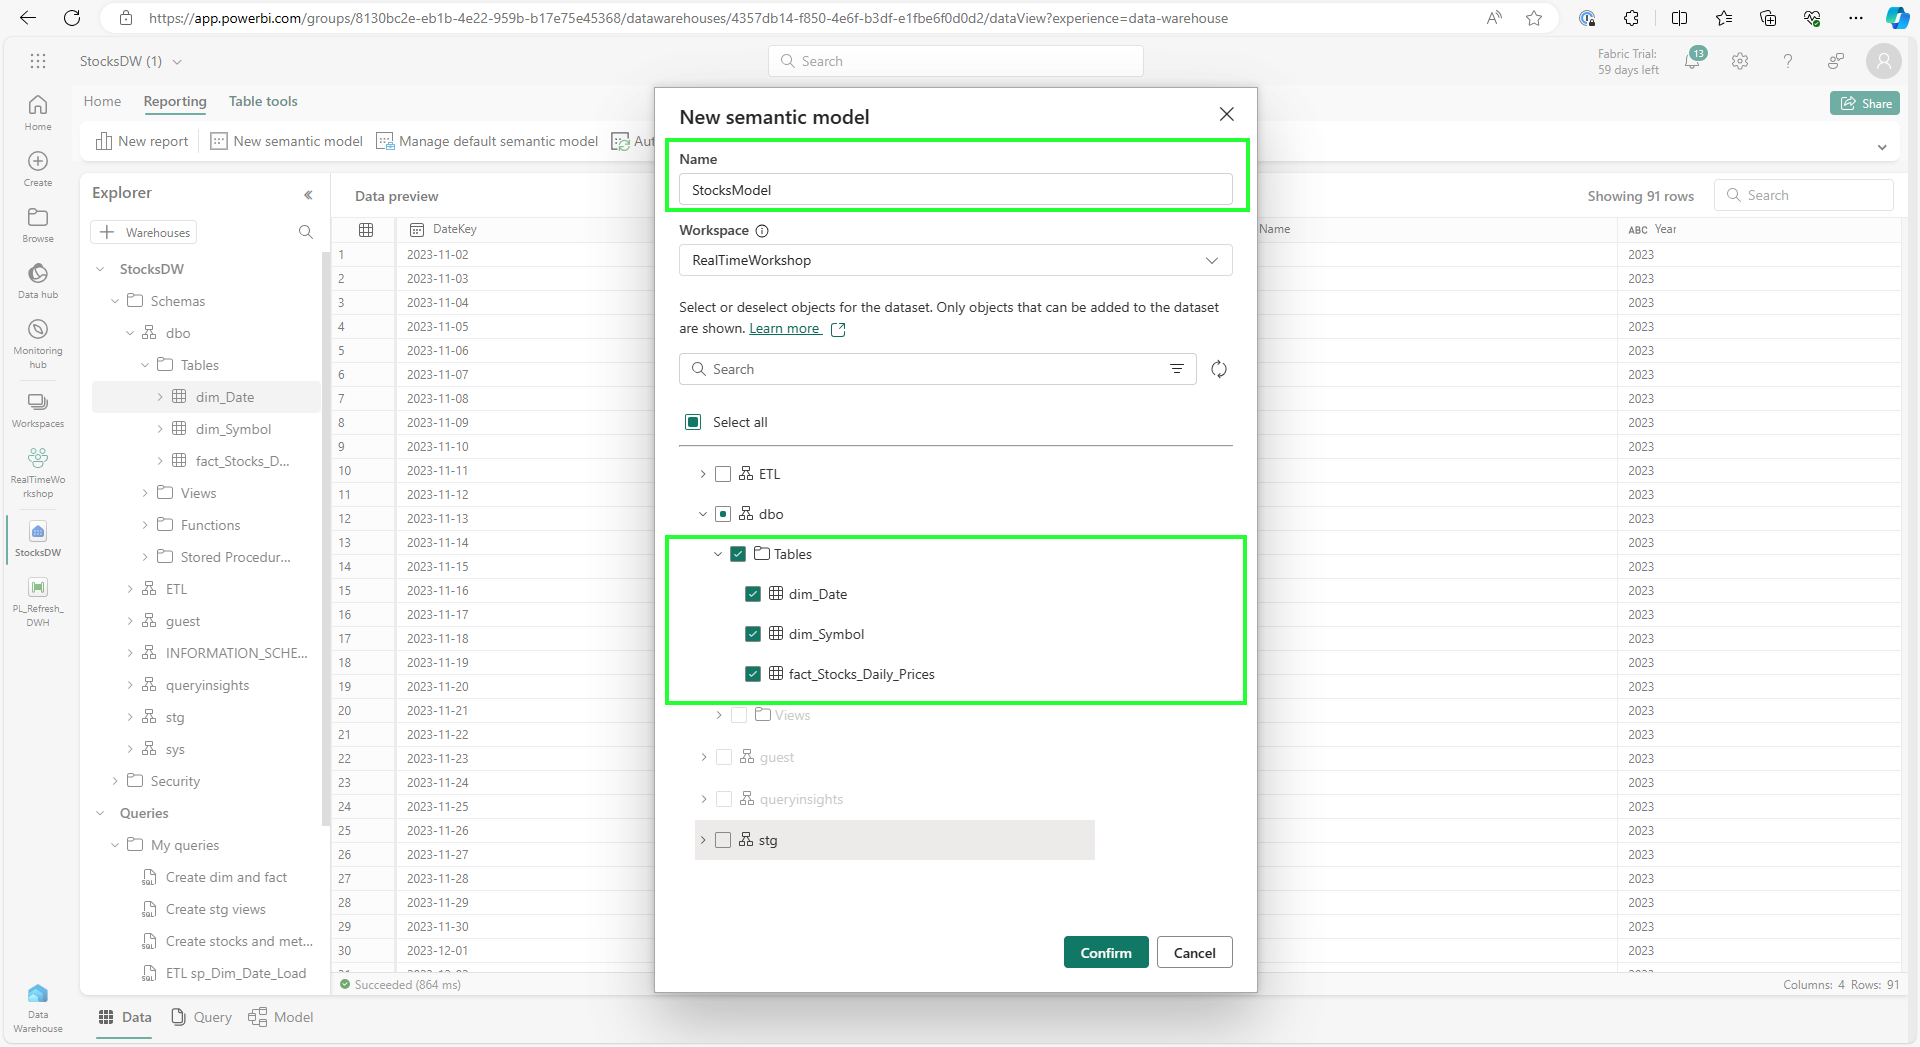 https://app.powerbi.com/groups/8130bc2e-eb1b-4e22-959b-b17e75e45368/datawarehouses/4357db14-f850-4e6f-b3df-e1fbe6f0d0d2/dataView?experience=data-warehouse
StocksDW (1)
Search
Fabric Trial:
59 days left
13
Home
Reporting
Table tools
Share
New report
New semantic model
Manage default semantic model
Aut
Home
Create
Browse
Data hub
Monitoring
hub
Workspaces
RealTimeWo
rkshop
StocksDW
PL_Refresh_
DWH
Data
Warehouse
Explorer
Warehouses
StocksDW
Schemas
dbo
Tables
dim_Date
dim_Symbol
fact_Stocks_D...
Views
Functions
Stored Procedur...
ETL
guest
INFORMATION_SCHE...
queryinsights
stg
sys
Security
Queries
My queries
Create dim and fact
Create stg views
Create stocks and met...
ETL sp_Dim_Date_Load
Data preview
Showing 91 rows
Search
DateKey
Name
ABC Year
1 2023-11-02 2023
2 2023-11-03 2023
3 2023-11-04 2023
4 2023-11-05 2023
5 2023-11-06 2023
6 2023-11-07 2023
7 2023-11-08 2023
8 2023-11-09 2023
9 2023-11-10 2023
10 2023-11-11 2023
11 2023-11-12 2023
12 2023-11-13 2023
13 2023-11-14 2023
14 2023-11-15 2023
15 2023-11-16 2023
16 2023-11-17 2023
17 2023-11-18 2023
18 2023-11-19 2023
19 2023-11-20 2023
20 2023-11-21 2023
21 2023-11-22 2023
22 2023-11-23 2023
23 2023-11-24 2023
24 2023-11-25 2023
25 2023-11-26 2023
26 2023-11-27 2023
27 2023-11-28 2023
28 2023-11-29 2023
29 2023-11-30 2023
30 2023-12-01 2023
Succeeded (864 ms)
Columns: 4 Rows: 91
Data
Query
Model
New semantic model
Name
StocksModel
Workspace
RealTimeWorkshop
Select or deselect objects for the dataset. Only objects that can be added to the dataset
are shown. Learn more
Search
Select all
ETL
dbo
Tables
dim_Date
dim_Symbol
fact_Stocks_Daily_Prices
Views
guest
queryinsights
stg
Confirm
Cancel